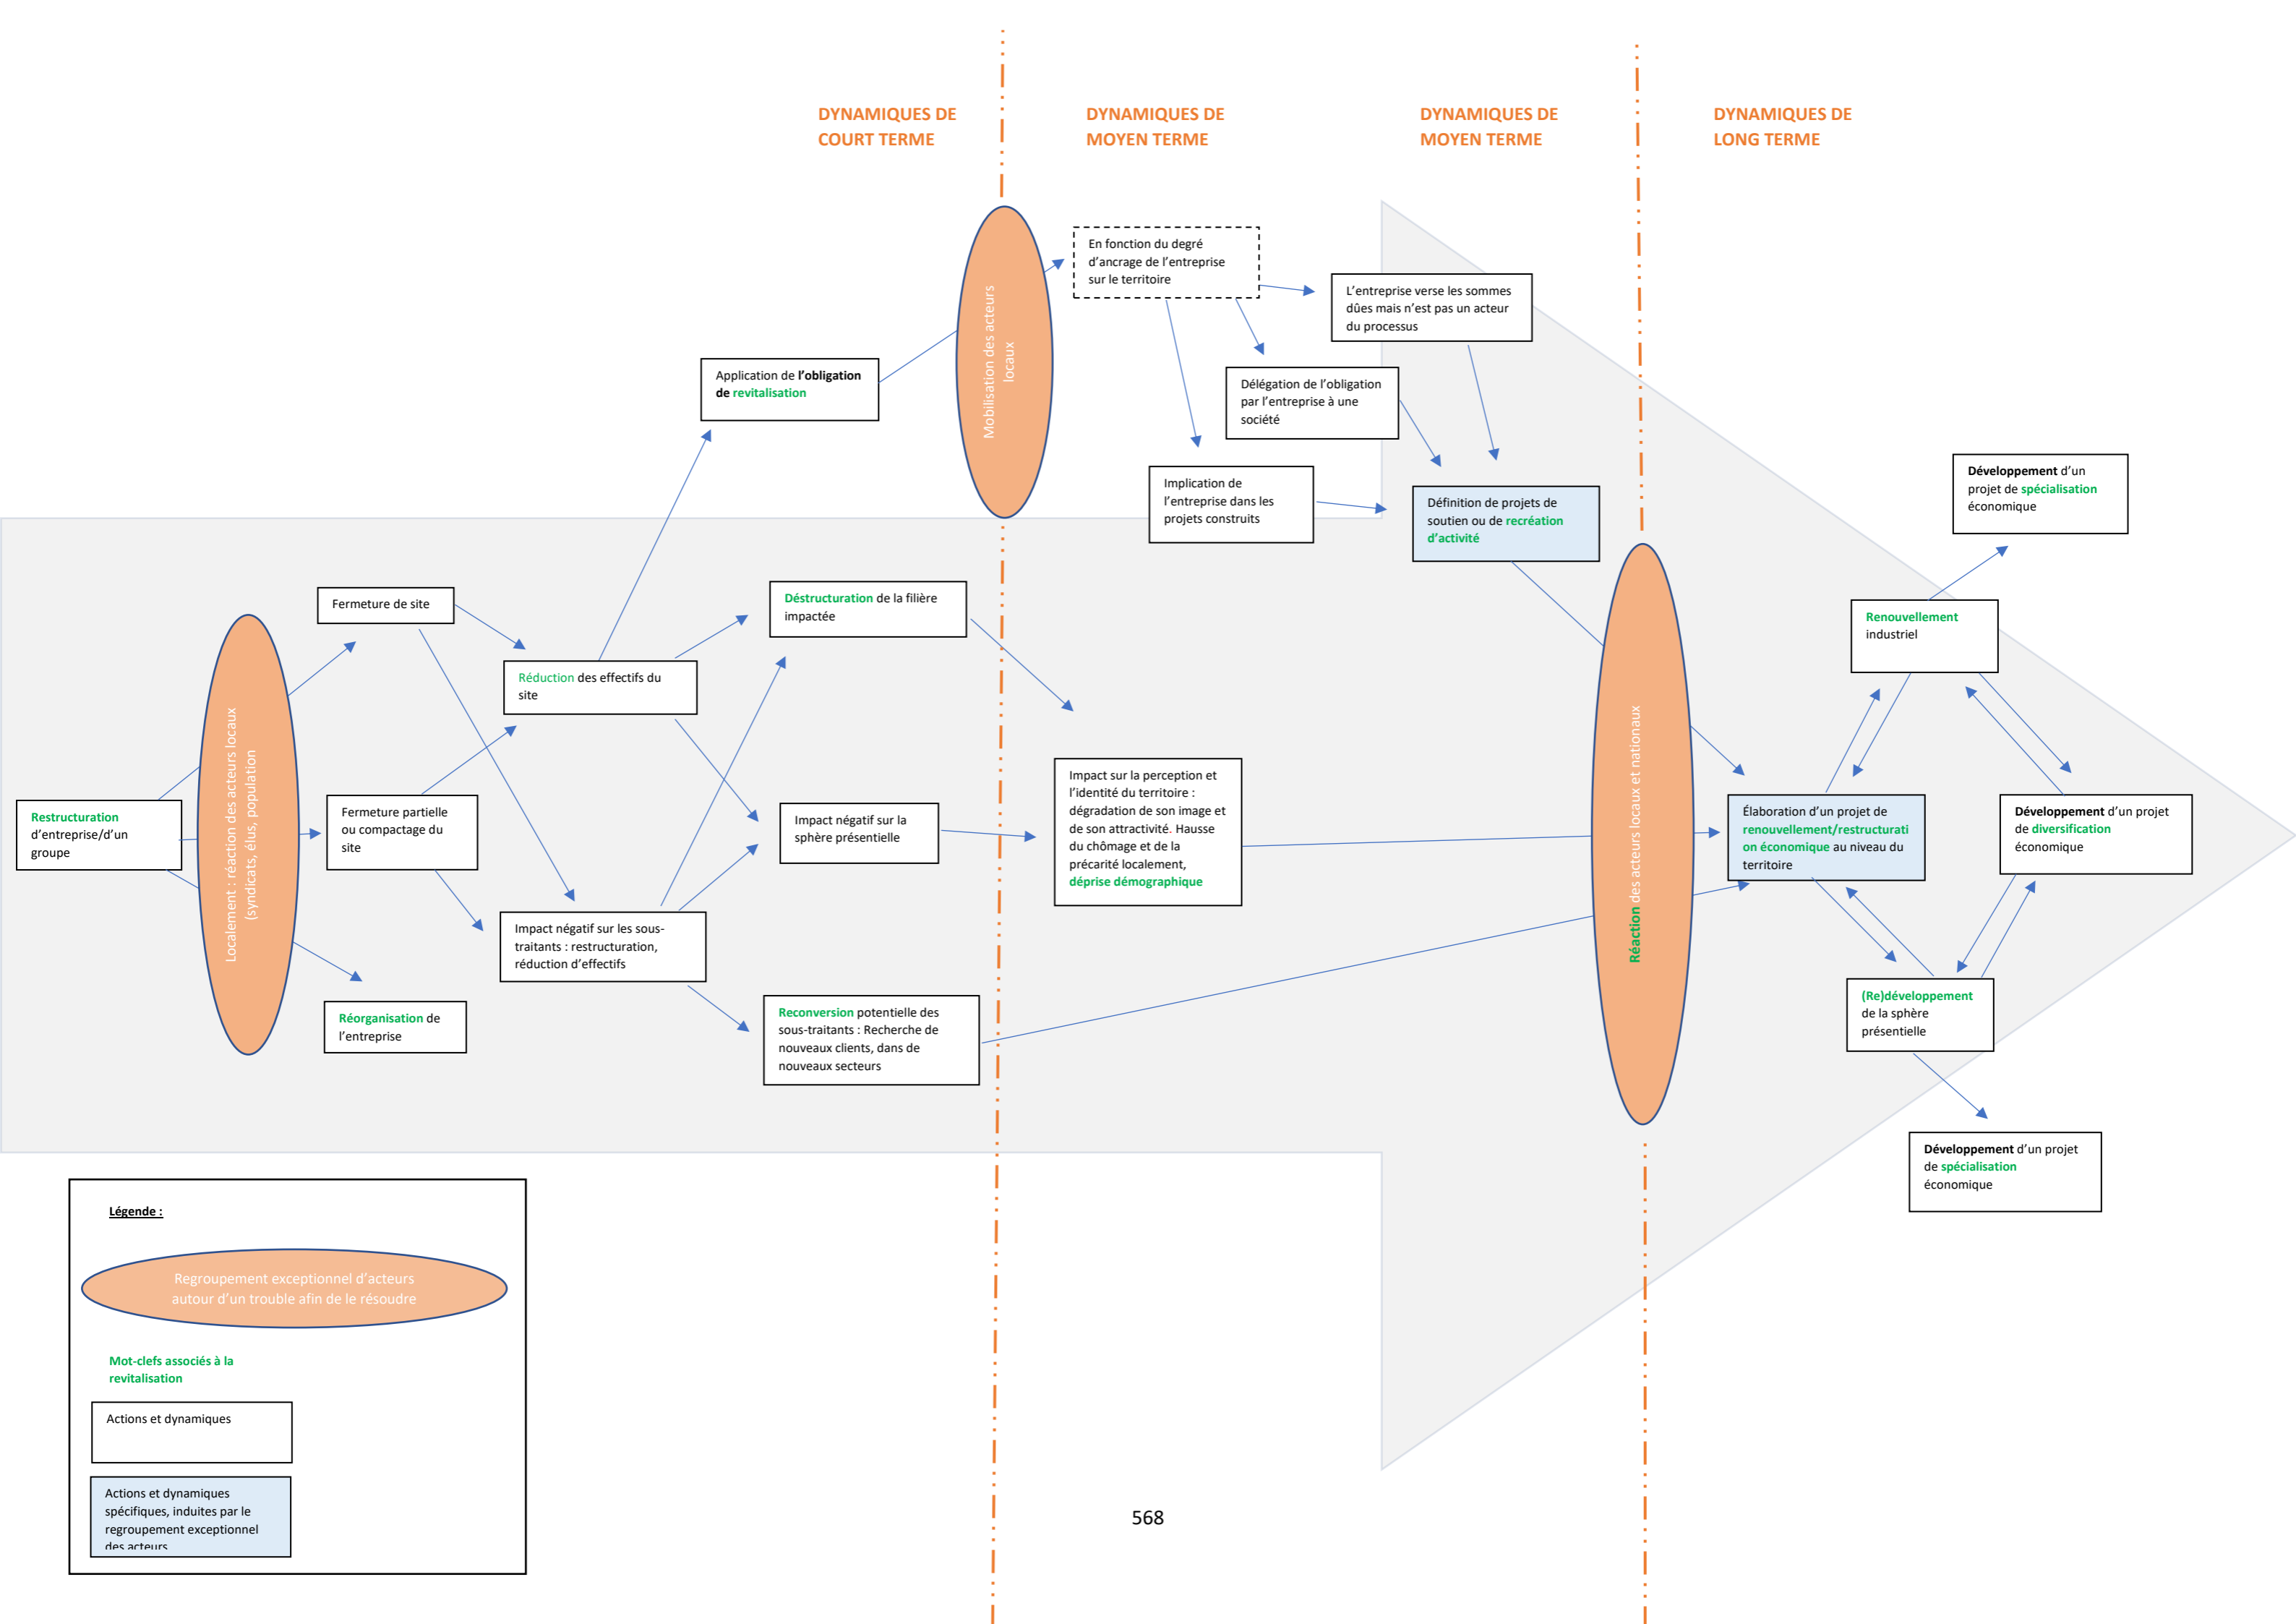 DYNAMIQUES DE
COURT TERME
DYNAMIQUES DE
MOYEN TERME
DYNAMIQUES DE
MOYEN TERME
DYNAMIQUES DE
LONG TERME
Restructuration
d’entreprise/d’un
groupe
Localement : réaction des acteurs locaux
(syndicats, élus, population
Fermeture de site
Fermeture partielle
ou compactage du
site
Réorganisation de
l’entreprise
Réduction des effectifs du
site
Impact négatif sur les sous-
traitants : restructuration,
réduction d’effectifs
Application de l’obligation
de revitalisation
Déstructuration de la filière
impactée
Impact négatif sur la
sphère présentielle
Reconversion potentielle des
sous-traitants : Recherche de
nouveaux clients, dans de
nouveaux secteurs
Mobilisation des acteurs
locaux
En fonction du degré
d’ancrage de l’entreprise
sur le territoire
L’entreprise verse les sommes
dûes mais n’est pas un acteur
du processus
Délégation de l’obligation
par l’entreprise à une
société
Implication de
l’entreprise dans les
projets construits
Définition de projets de
soutien ou de recréation
d’activité
Impact sur la perception et
l’identité du territoire :
dégradation de son image et
de son attractivité. Hausse
du chômage et de la
précarité localement,
déprise démographique
Réaction des acteurs locaux et nationaux
Développement d’un
projet de spécialisation
économique
Renouvellement
industriel
Élaboration d’un projet de
renouvellement/restructurati
on économique au niveau du
territoire
Développement d’un projet
de diversification
économique
(Re)développement
de la sphère
présentielle
Développement d’un projet
de spécialisation
économique
Légende :
Regroupement exceptionnel d’acteurs
autour d’un trouble afin de le résoudre
Mot-clefs associés à la
revitalisation
Actions et dynamiques
Actions et dynamiques
spécifiques, induites par le
regroupement exceptionnel
des acteurs
568